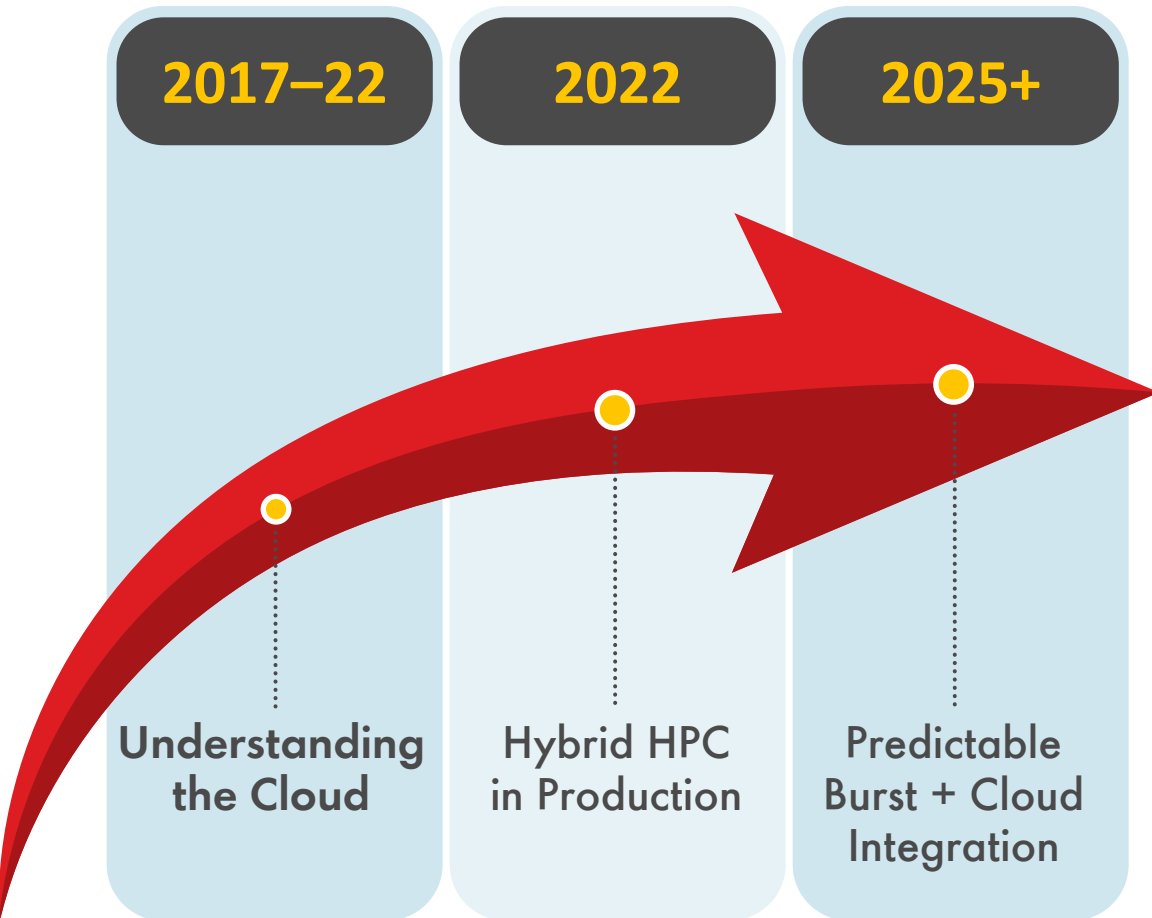 2017–22
2022
2025+
Understanding
the Cloud
Hybrid HPC
in Production
Predictable
Burst + Cloud
Integration